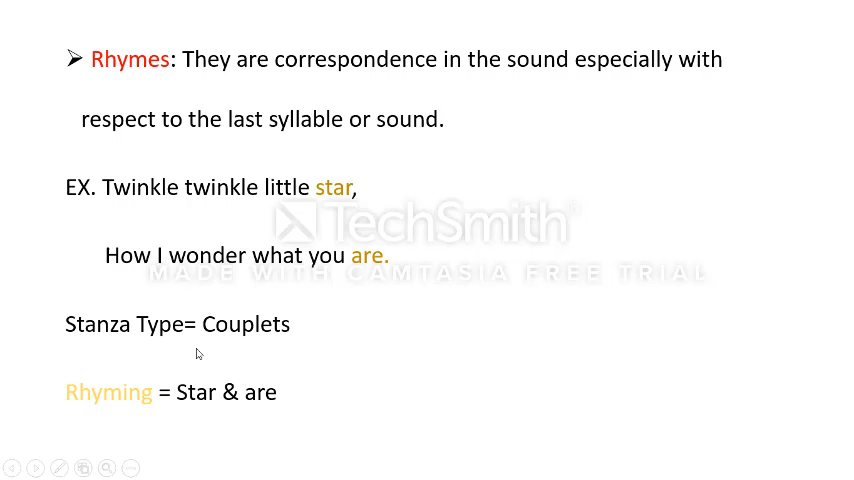 Rhymes: They are correspondence in the sound especially with
respect to the last syllable or sound.
EX. Twinkle twinkle little star,
TechSmith
How I wonder what you are.
MADE WITH CAMTASIA FREE TRIAL
Stanza Type= Couplets
Rhyming = Star & are